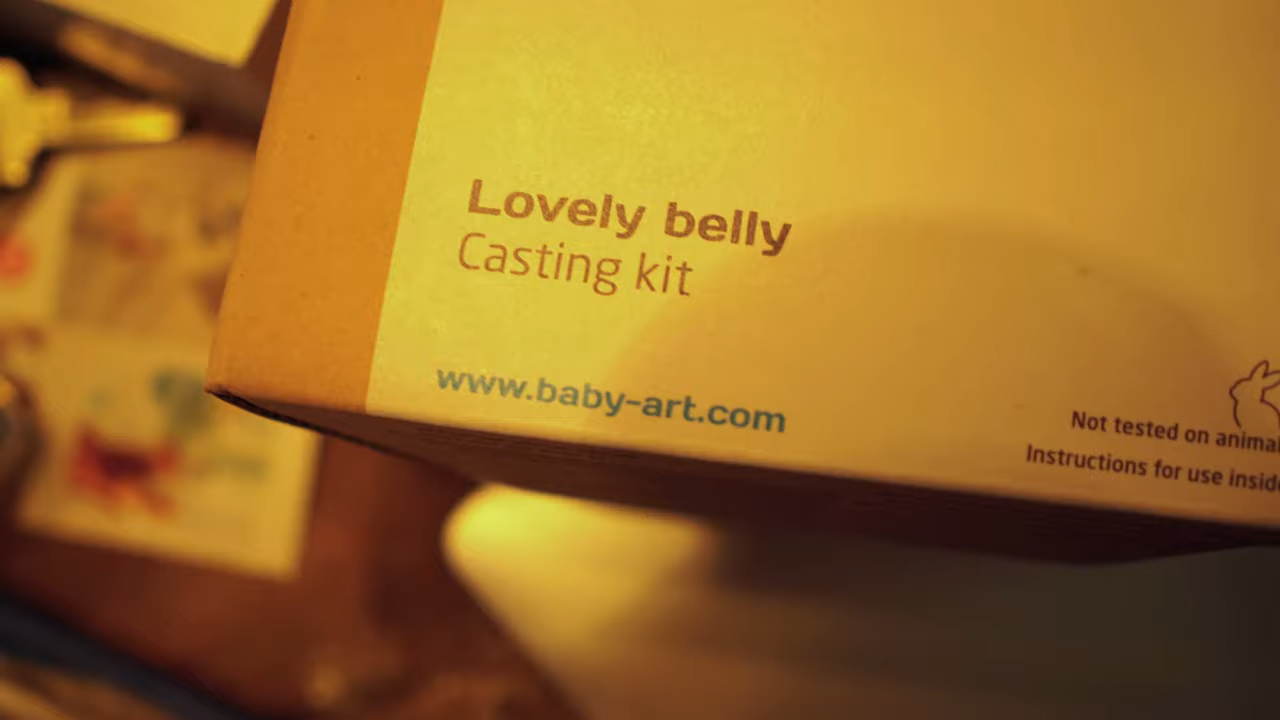 Lovely belly
Casting kit
www.baby-art.com
Not tested on animal
Instructions for use insid